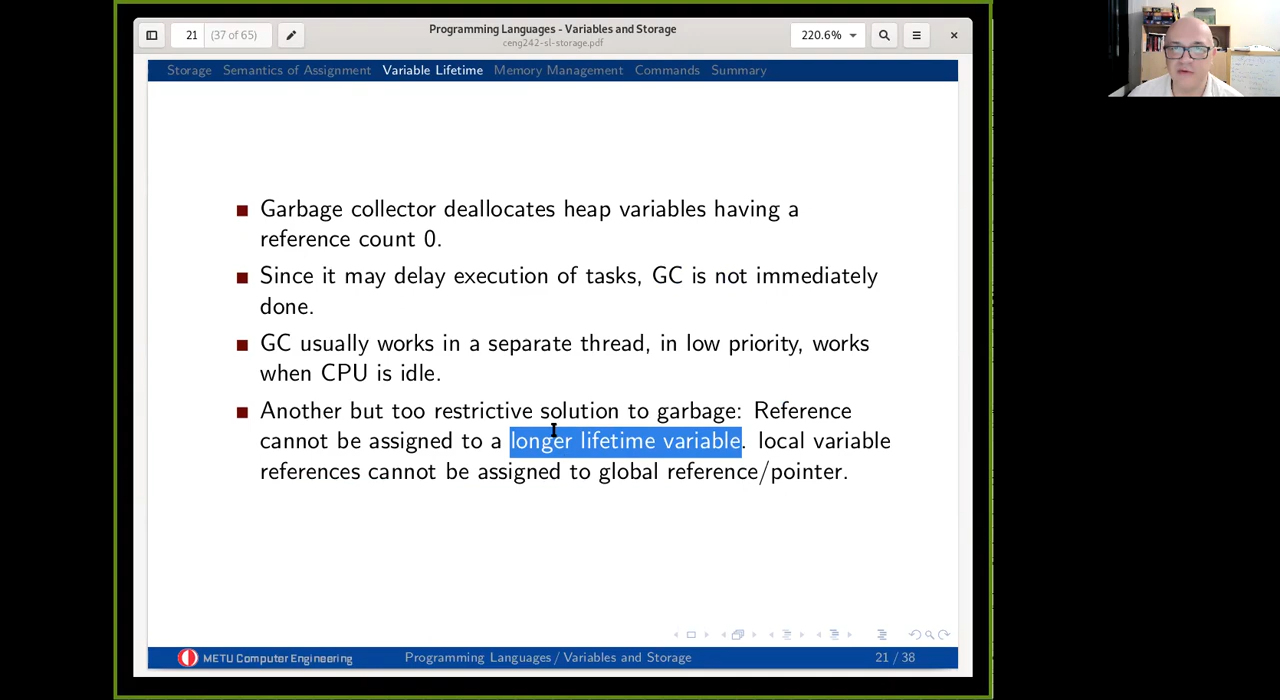 21 (37 of 65)
Programming Languages - Variables and Storage
ceng242-sl-storage.pdf
220.6%
Storage Semantics of Assignment Variable Lifetime Memory Management Commands Summary
Garbage collector deallocates heap variables having a
reference count 0.
Since it may delay execution of tasks, GC is not immediately
done.
GC usually works in a separate thread, in low priority, works
when CPU is idle.
Another but too restrictive solution to garbage: Reference
cannot be assigned to a longer lifetime variable. local variable
references cannot be assigned to global reference/pointer.
METU Computer Engineering Programming Languages / Variables and Storage 21 / 38